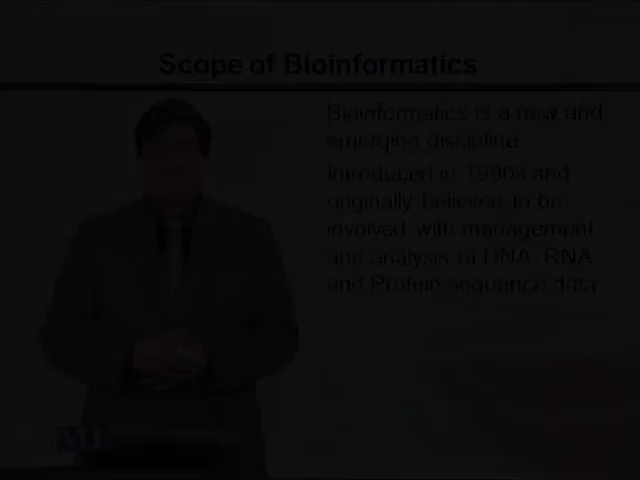 Scope of Bioinformatics
Bioinformatics is a new and
emerging discipline
Introduced in 1990s and
originally believed to be
involved with management
and analysis of DNA, RNA
and Protein sequence data